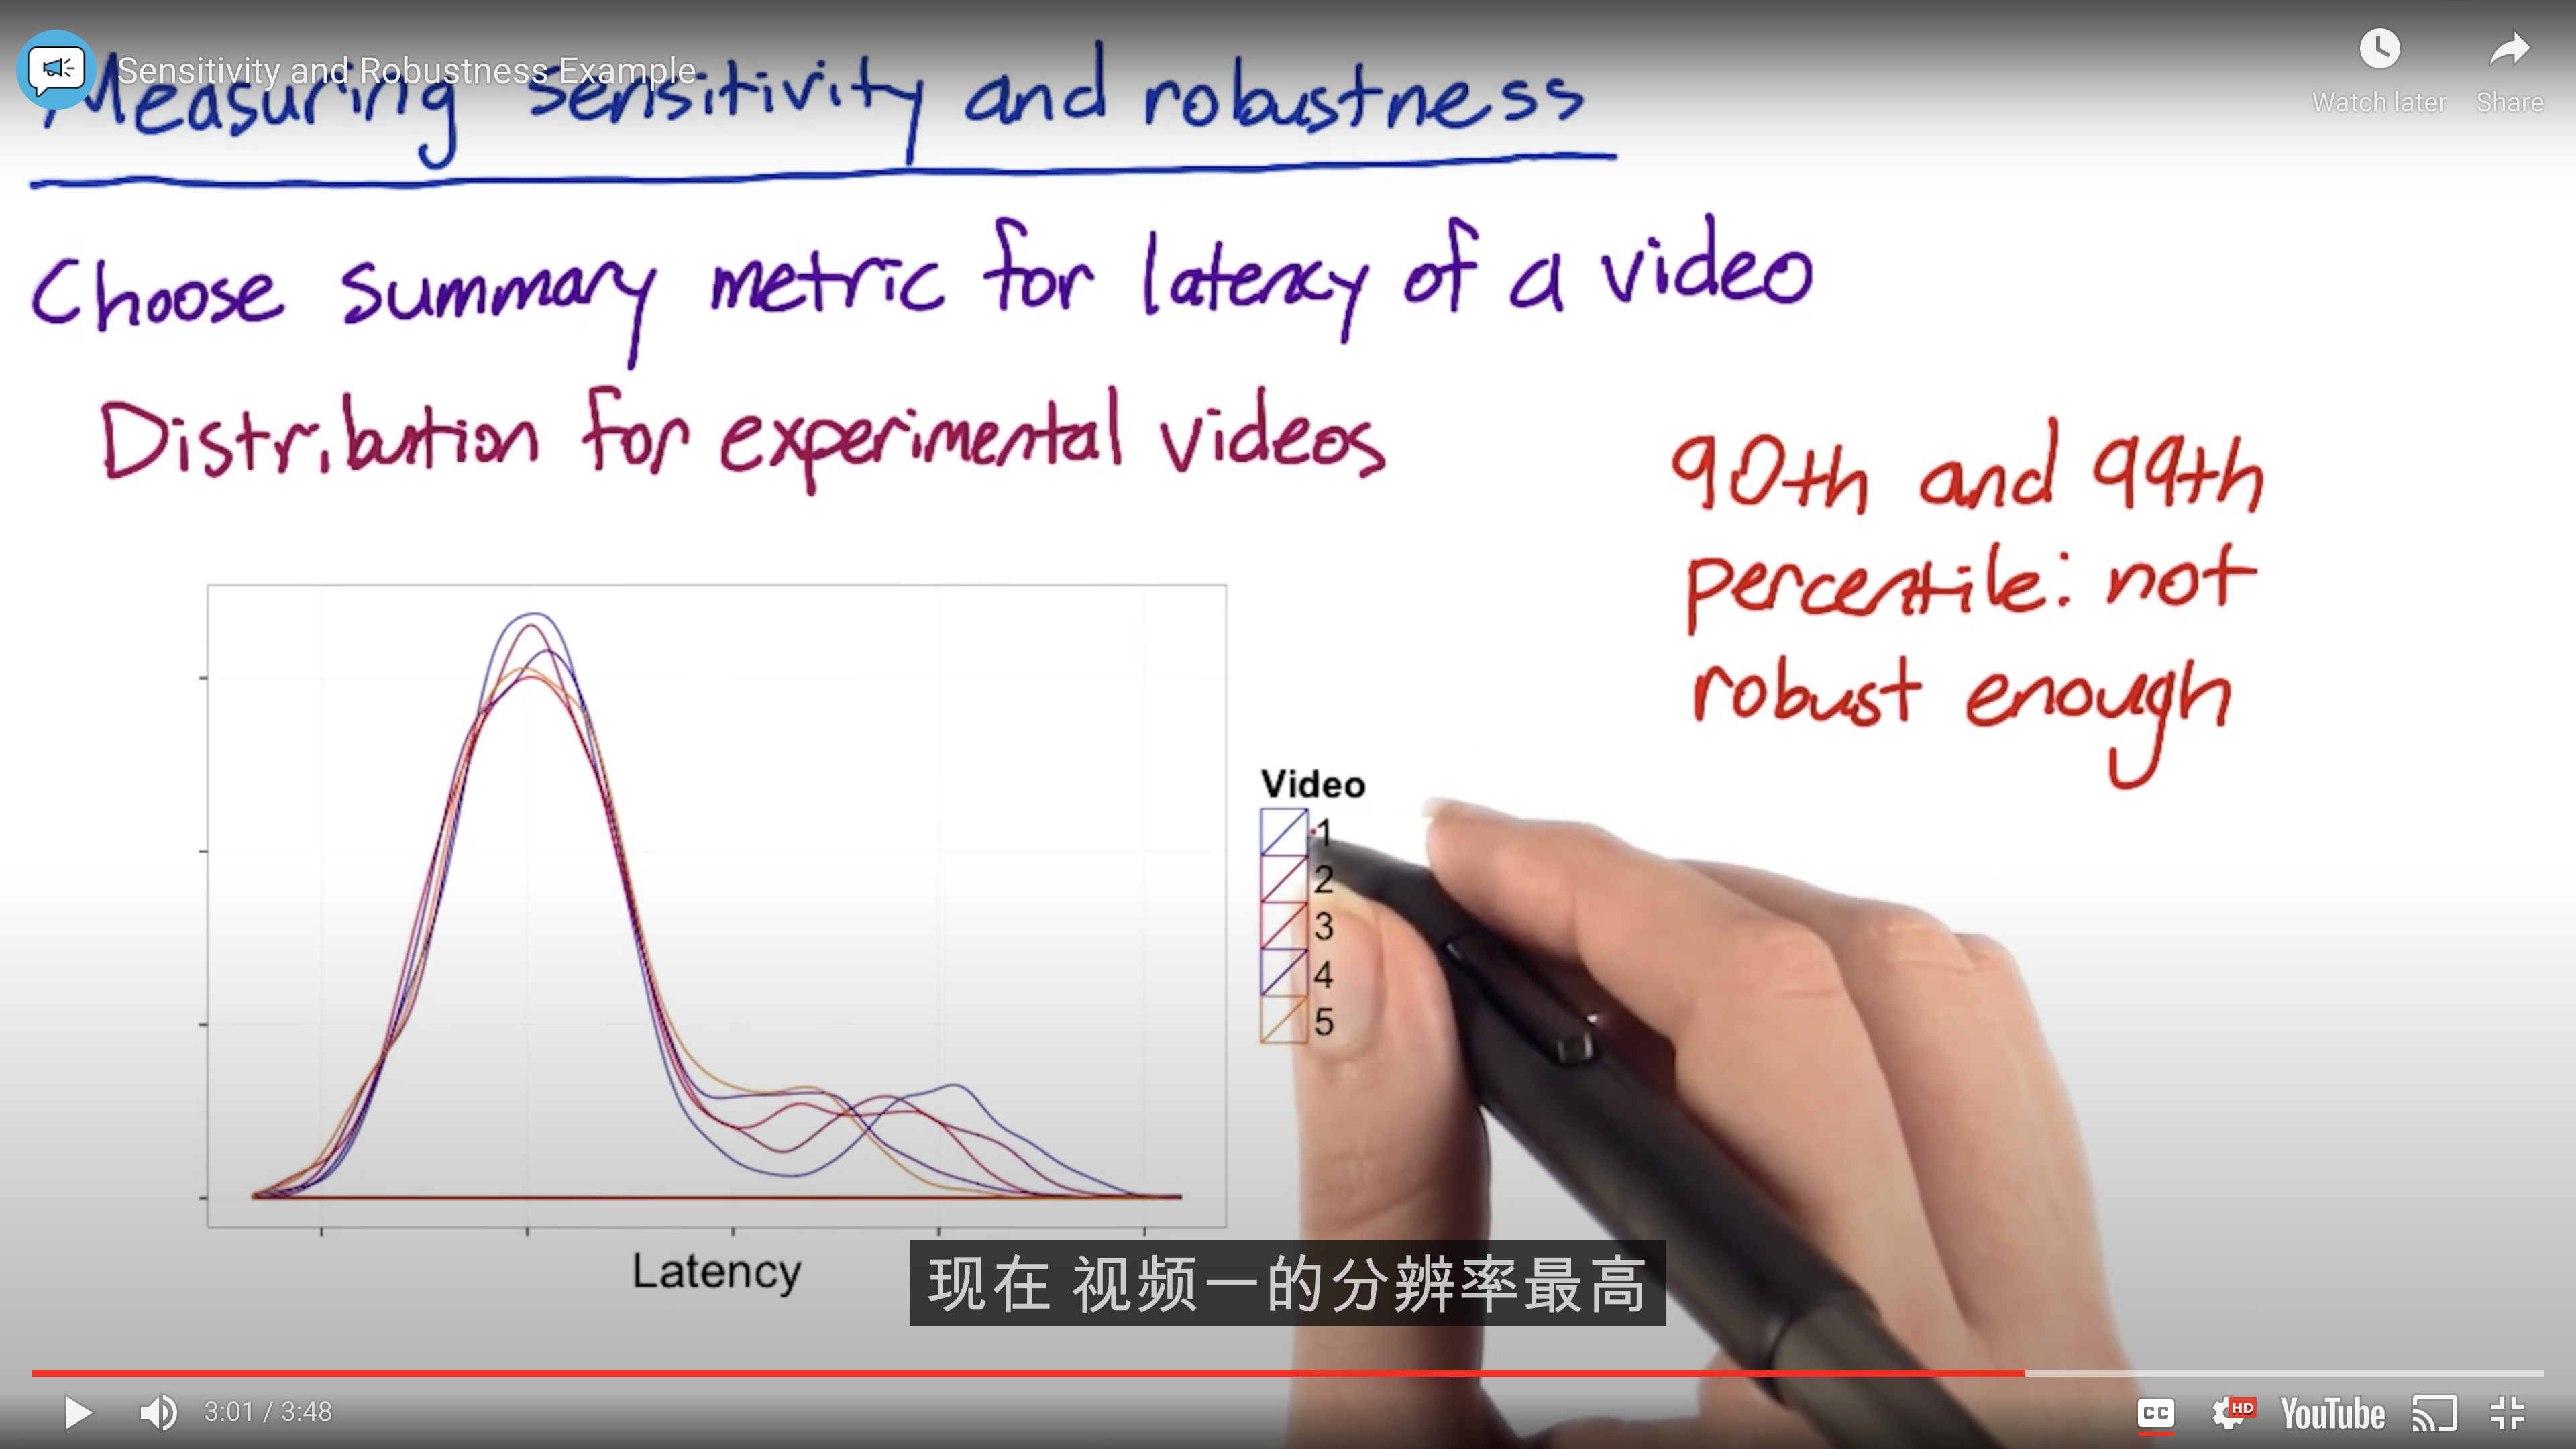 Sensitivity and Robustness Example
Watch later
Share
Measuring sensitivity and robustness
Choose summary metric for latency of a video
Distribution for experimental videos
90th and 99th
percentile: not
robust enough
Video
1
2
3
4
5
Latency
现在 视频一的分辨率最高
3:01 / 3:48
CC
HD
YouTube